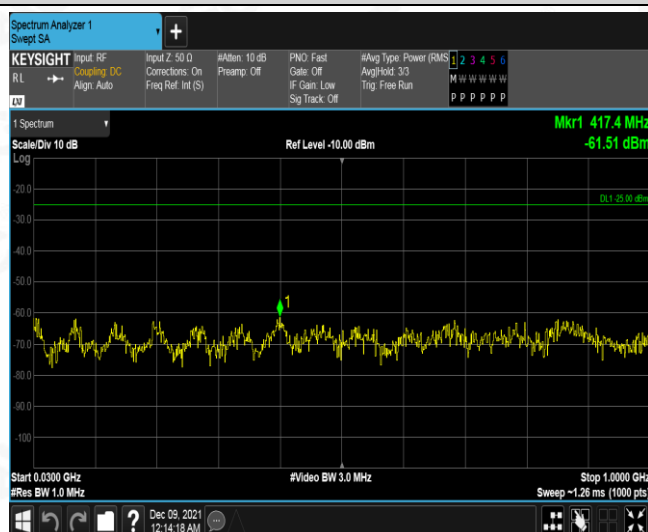 Spectrum Analyzer 1
Swept SA
+
KEYSIGHT Input: RF Input Z: 50 Ω #Atten: 10 dB PNO: Fast #Avg Type: Power (RMS 1 2 3 4 5 6
RL Coupling: DC Corrections: On Preamp: Off Gate: Off Avg|Hold: 3/3 M W W W W W
Align: Auto Freq Ref: Int (S) IF Gain: Low Trig: Free Run
Sig Track: Off P P P P P P
LXI
1 Spectrum Mkr1 417.4 MHz
Scale/Div 10 dB Ref Level -10.00 dBm -61.51 dBm
Log
-20.0 DL1 -25.00 dBm
-30.0
-40.0
-50.0
1
-60.0
-70.0
-80.0
-90.0
-100
Start 0.0300 GHz #Video BW 3.0 MHz Stop 1.0000 GHz
#Res BW 1.0 MHz Sweep ~1.26 ms (1000 pts)
? Dec 09, 2021
12:14:18 AM